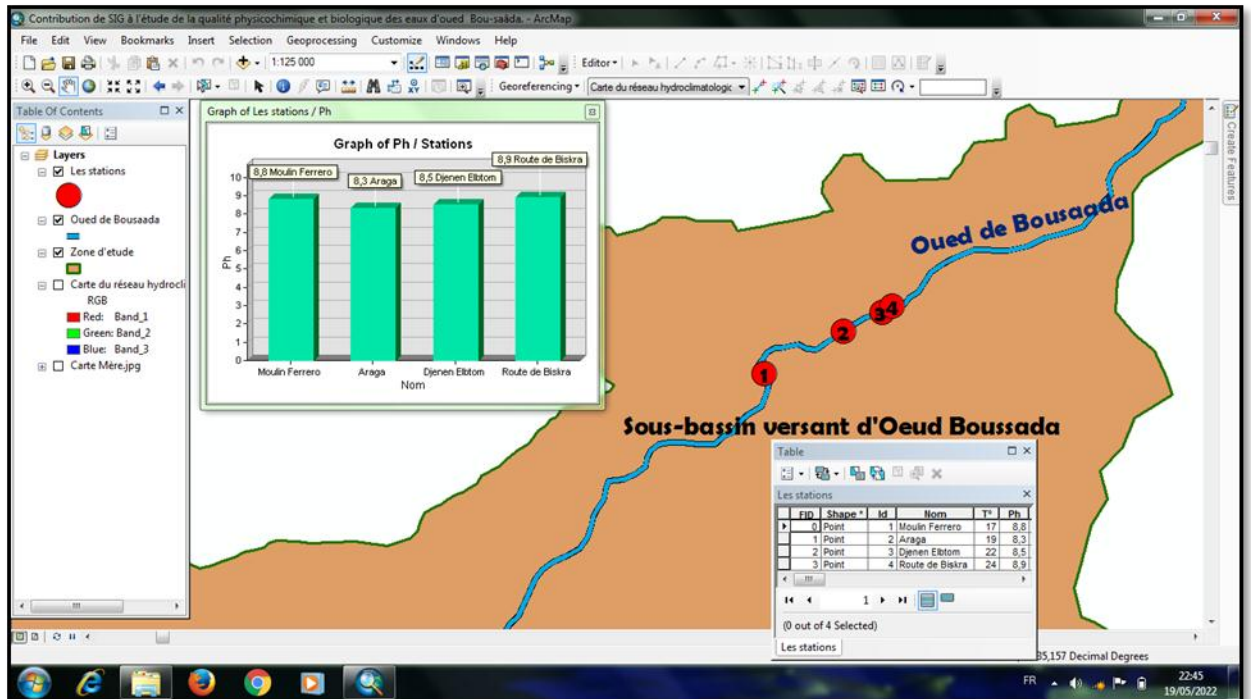 Contribution de SIG à l'étude de la qualité physicochimique et biologique des eaux d'oued Bou-saâda. - ArcMap
File Edit View Bookmarks Insert Selection Geoprocessing Customize Windows Help
1:125 000
Editor
Georeferencing
Carte du réseau hydroclimatologic
Table Of Contents
Layers
Les stations
Oued de Bousaada
Zone d'etude
Carte du réseau hydrocli
RGB
Red: Band_1
Green: Band_2
Blue: Band_3
Carte Mère.jpg
Graph of Les stations / Ph
Graph of Ph / Stations
8,8 Moulin Ferrero
8,3 Araga
8,5 Djenen Elbtom
8,9 Route de Biskra
10
9
8
7
6
5
4
3
2
1
0
Ph
Moulin Ferrero Araga Djenen Elbtom Route de Biskra
Nom
Create Features
Oued de Bousaada
1
2
3
4
Sous-bassin versant d'Oeud Boussada
Table
Les stations
FID Shape * Id Nom T° Ph
0 Point 1 Moulin Ferrero 17 8,8
1 Point 2 Araga 19 8,3
2 Point 3 Djenen Elbtom 22 8,5
3 Point 4 Route de Biskra 24 8,9
1
(0 out of 4 Selected)
Les stations
35,157 Decimal Degrees
FR
22:45
19/05/2022